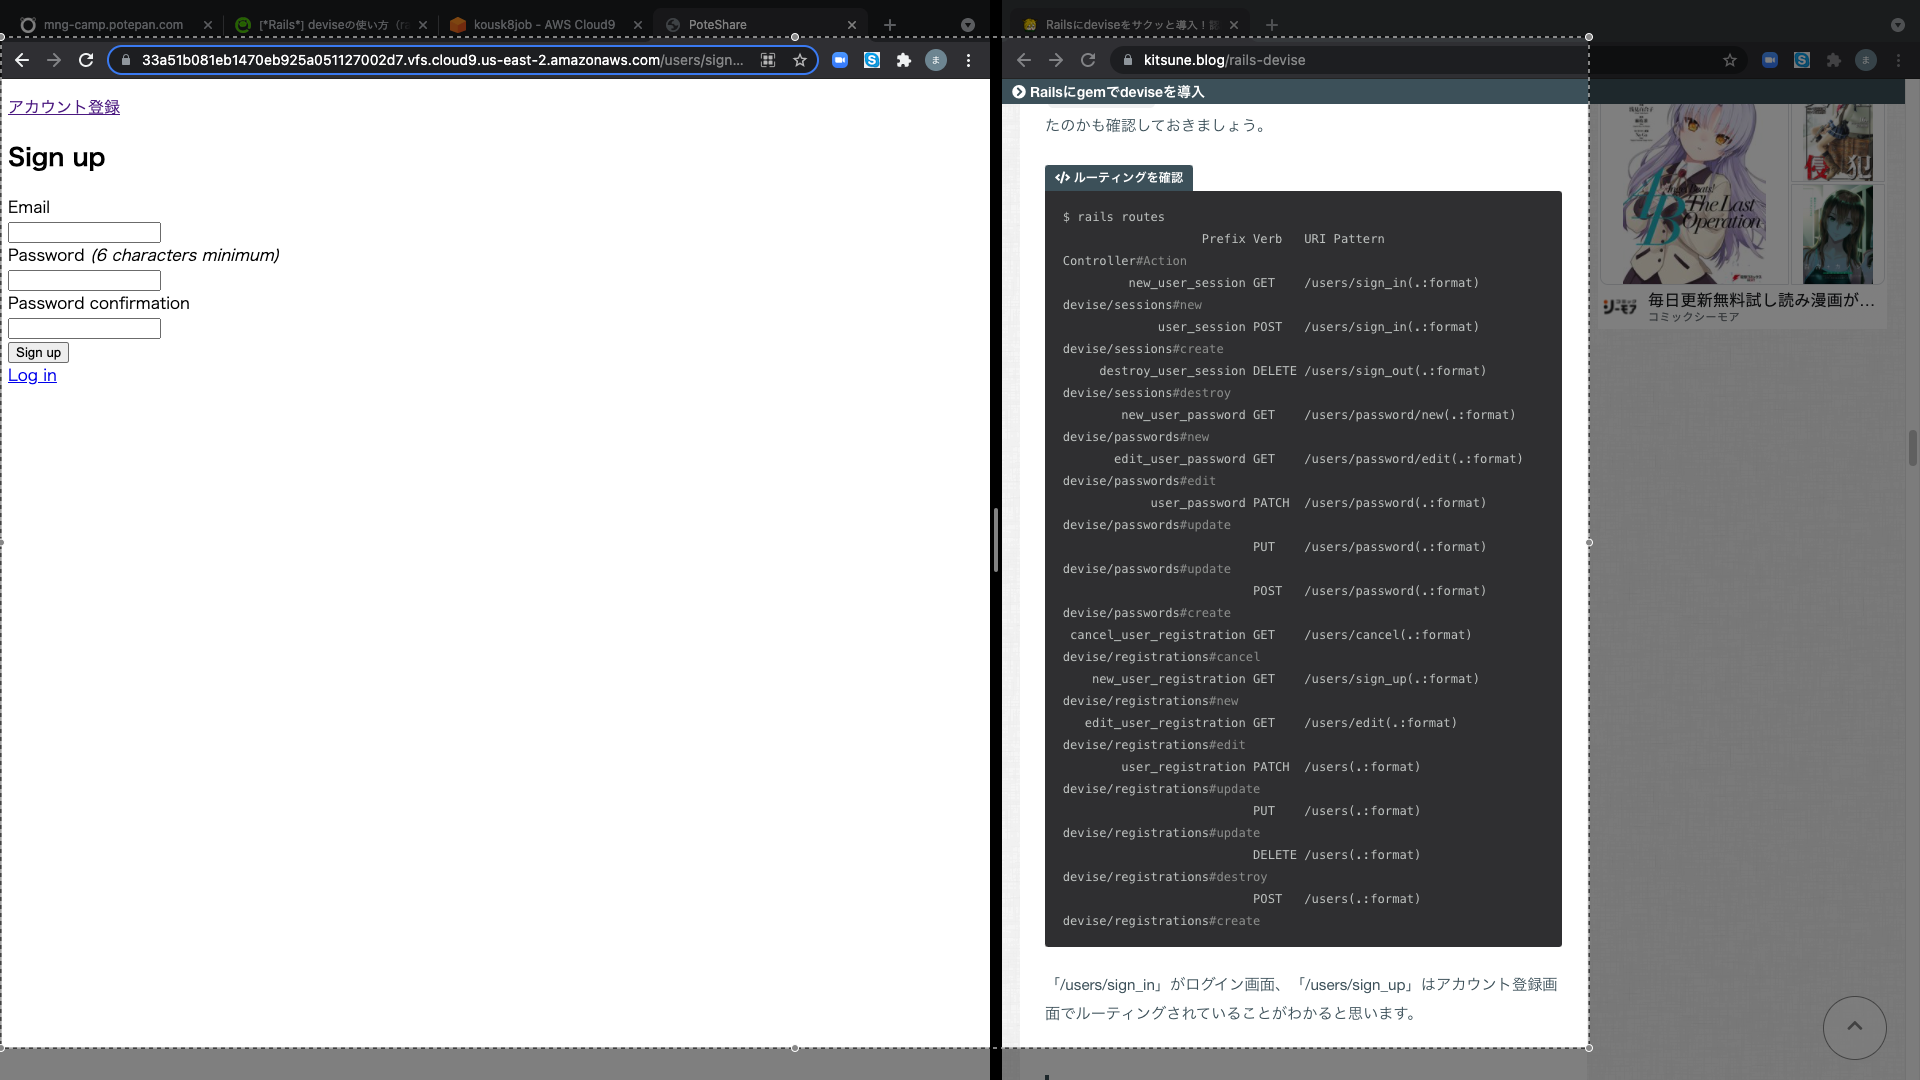 mng-camp.potepan.com
[*Rails*] deviseの使い方（ra
kousk8job - AWS Cloud9
PoteShare
33a51b081eb1470eb925a051127002d7.vfs.cloud9.us-east-2.amazonaws.com/users/sign...
ま
アカウント登録
Sign up
Email
Password (6 characters minimum)
Password confirmation
Sign up
Log in
Railsにdeviseをサクッと導入！
kitsune.blog/rails-devise
ま
Railsにgemでdeviseを導入
たのかも確認しておきましょう。
</> ルーティングを確認
$ rails routes
Prefix Verb URI Pattern
Controller#Action
new_user_session GET /users/sign_in(.:format)
devise/sessions#new
user_session POST /users/sign_in(.:format)
devise/sessions#create
destroy_user_session DELETE /users/sign_out(.:format)
devise/sessions#destroy
new_user_password GET /users/password/new(.:format)
devise/passwords#new
edit_user_password GET /users/password/edit(.:format)
devise/passwords#edit
user_password PATCH /users/password(.:format)
devise/passwords#update
PUT /users/password(.:format)
devise/passwords#update
POST /users/password(.:format)
devise/passwords#create
cancel_user_registration GET /users/cancel(.:format)
devise/registrations#cancel
new_user_registration GET /users/sign_up(.:format)
devise/registrations#new
edit_user_registration GET /users/edit(.:format)
devise/registrations#edit
user_registration PATCH /users(.:format)
devise/registrations#update
PUT /users(.:format)
devise/registrations#update
DELETE /users(.:format)
devise/registrations#destroy
POST /users(.:format)
devise/registrations#create
「/users/sign_in」がログイン画面、「/users/sign_up」はアカウント登録画
面でルーティングされていることがわかると思います。
Angel Beats!
The Last
Operation
侵
犯
コミック
シーモア
毎日更新無料試し読み漫画が...
コミックシーモア